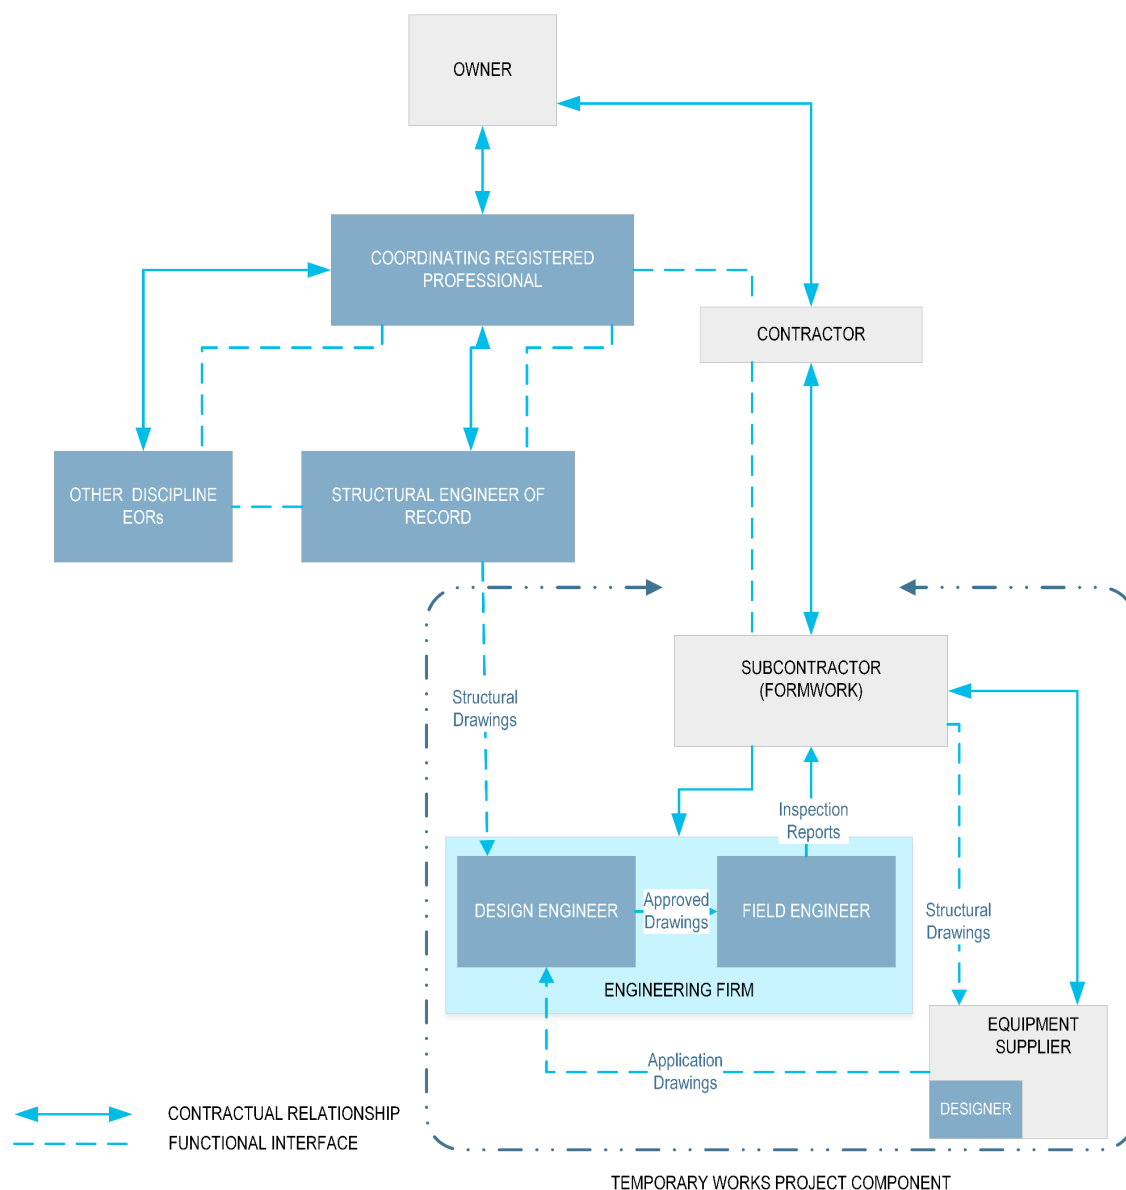 OWNER
COORDINATING REGISTERED
PROFESSIONAL
CONTRACTOR
OTHER DISCIPLINE
EORs
STRUCTURAL ENGINEER OF
RECORD
SUBCONTRACTOR
(FORMWORK)
Structural
Drawings
Inspection
Reports
DESIGN ENGINEER
Approved
Drawings
FIELD ENGINEER
Structural
Drawings
ENGINEERING FIRM
EQUIPMENT
SUPPLIER
Application
Drawings
DESIGNER
CONTRACTUAL RELATIONSHIP
FUNCTIONAL INTERFACE
TEMPORARY WORKS PROJECT COMPONENT